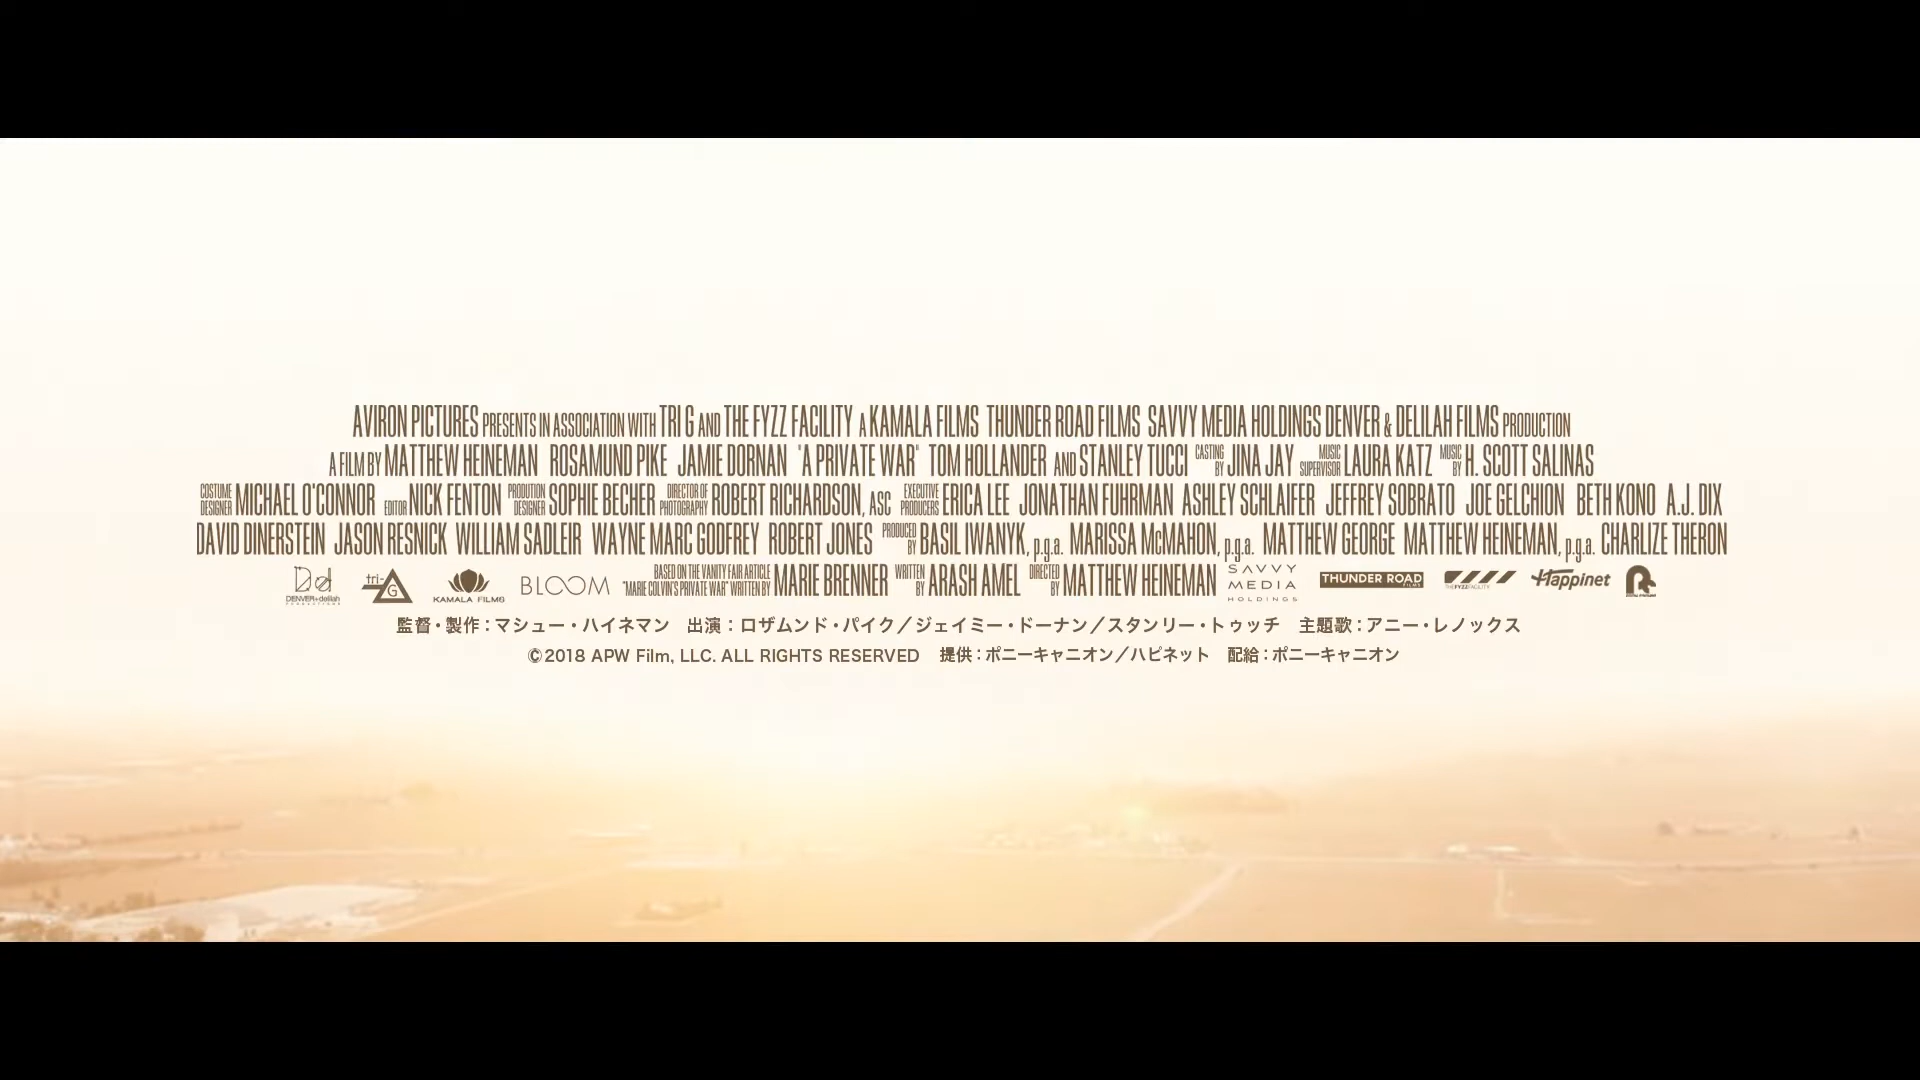 AVIRON PICTURES PRESENTS IN ASSOCIATION WITH TRI G AND THE FYZZ FACILITY A KAMALA FILMS THUNDER ROAD FILMS SAVVY MEDIA HOLDINGS DENVER & DELILAH FILMS PRODUCTION
A FILM BY MATTHEW HEINEMAN ROSAMUND PIKE JAMIE DORNAN "A PRIVATE WAR" TOM HOLLANDER AND STANLEY TUCCI CASTING BY JINA JAY MUSIC SUPERVISOR LAURA KATZ MUSIC BY H. SCOTT SALINAS
COSTUME DESIGNER MICHAEL O'CONNOR EDITOR NICK FENTON PRODUTION DESIGNER SOPHIE BECHER DIRECTOR OF PHOTOGRAPHY ROBERT RICHARDSON, ASC EXECUTIVE PRODUCERS ERICA LEE JONATHAN FUHRMAN ASHLEY SCHLAIFER JEFFREY SOBRATO JOE GELCHION BETH KONO A.J. DIX
DAVID DINERSTEIN JASON RESNICK WILLIAM SADLEIR WAYNE MARC GODFREY ROBERT JONES PRODUCED BY BASIL IWANYK, p.g.a. MARISSA McMAHON, p.g.a. MATTHEW GEORGE MATTHEW HEINEMAN, p.g.a. CHARLIZE THERON
Dd DENVER+delilah PRODUCTIONS tri-G KAMALA FILMS BLOOM BASED ON THE VANITY FAIR ARTICLE "MARIE COLVIN'S PRIVATE WAR" WRITTEN BY MARIE BRENNER WRITTEN BY ARASH AMEL DIRECTED BY MATTHEW HEINEMAN SAVVY MEDIA HOLDINGS THUNDER ROAD FILMS THEFYZZFACILITY Happinet
監督・製作：マシュー・ハイネマン　出演：ロザムンド・パイク／ジェイミー・ドーナン／スタンリー・トゥッチ　主題歌：アニー・レノックス
©2018 APW Film, LLC. ALL RIGHTS RESERVED　提供：ポニーキャニオン／ハピネット　配給：ポニーキャニオン